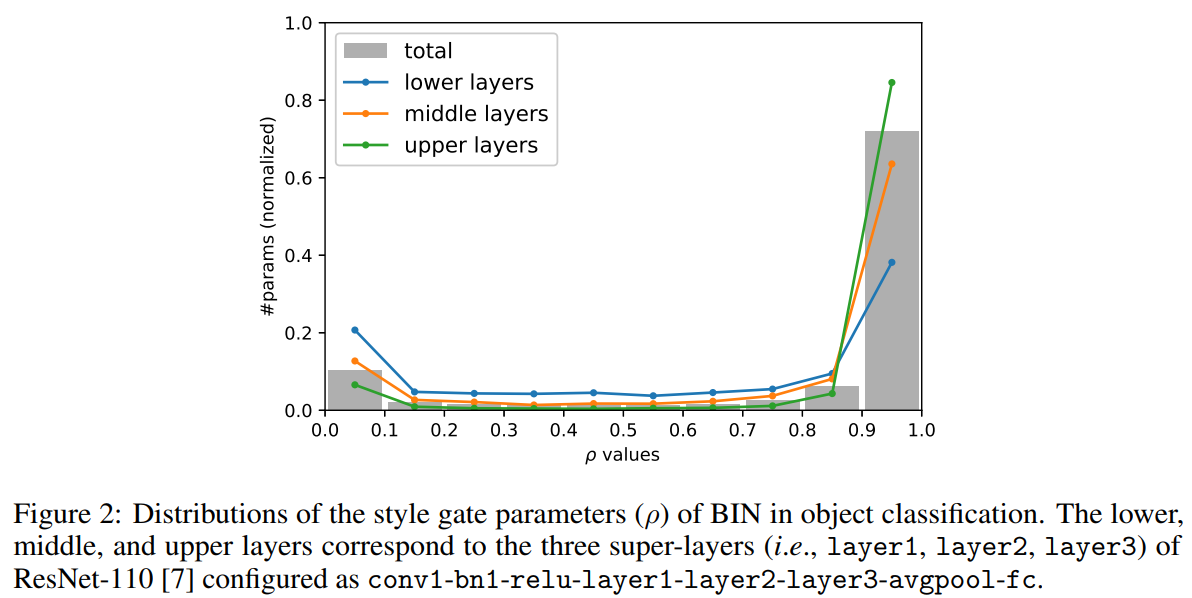 1.0
0.8
0.6
0.4
0.2
0.0
#params (normalized)
total
lower layers
middle layers
upper layers
0.0 0.1 0.2 0.3 0.4 0.5 0.6 0.7 0.8 0.9 1.0
ρ values
Figure 2: Distributions of the style gate parameters (ρ) of BIN in object classification. The lower,
middle, and upper layers correspond to the three super-layers (i.e., layer1, layer2, layer3) of
ResNet-110 [7] configured as conv1-bn1-relu-layer1-layer2-layer3-avgpool-fc.